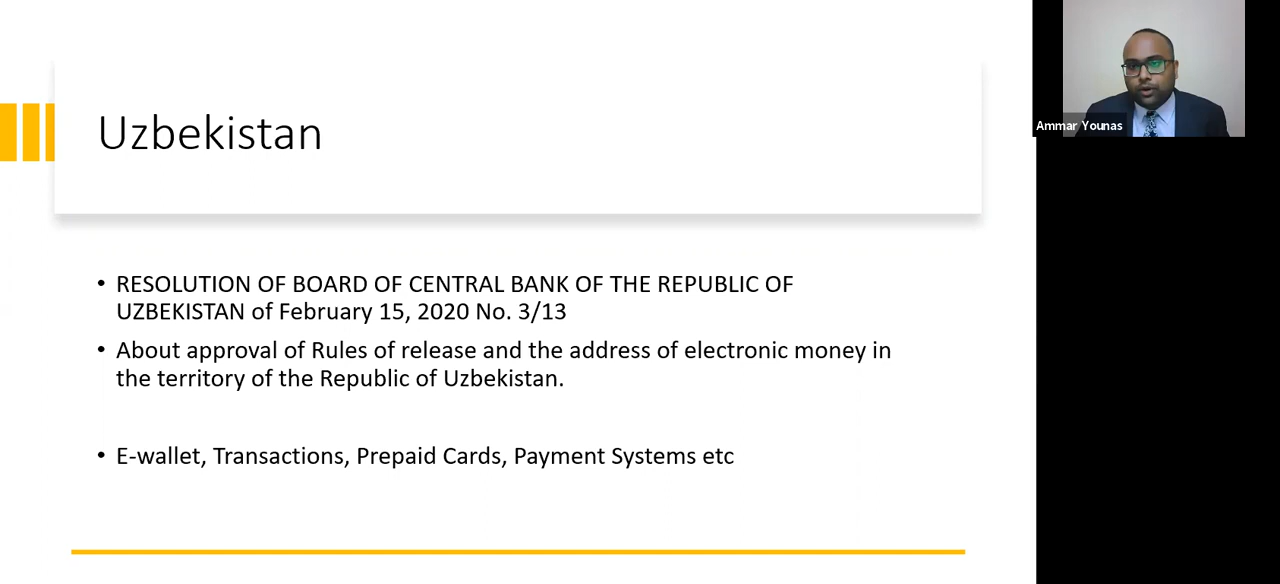 Uzbekistan
• RESOLUTION OF BOARD OF CENTRAL BANK OF THE REPUBLIC OF
UZBEKISTAN of February 15, 2020 No. 3/13
• About approval of Rules of release and the address of electronic money in
the territory of the Republic of Uzbekistan.
• E-wallet, Transactions, Prepaid Cards, Payment Systems etc
Ammar Younas